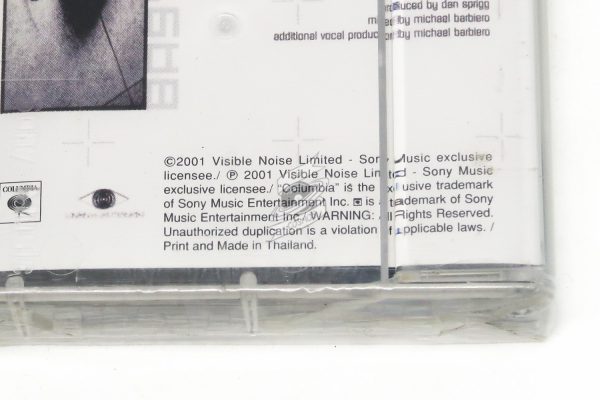 produced by dan sprigg
mixed by michael barbiero
additional vocal production by michael barbiero
©2001 Visible Noise Limited - Sony Music exclusive
licensee./ ℗ 2001 Visible Noise Limited - Sony Music
exclusive licensee./ "Columbia" is the exclusive trademark
of Sony Music Entertainment Inc. is a trademark of Sony
Music Entertainment Inc./ WARNING: All Rights Reserved.
Unauthorized duplication is a violation of applicable laws. /
Print and Made in Thailand.
COLUMBIA